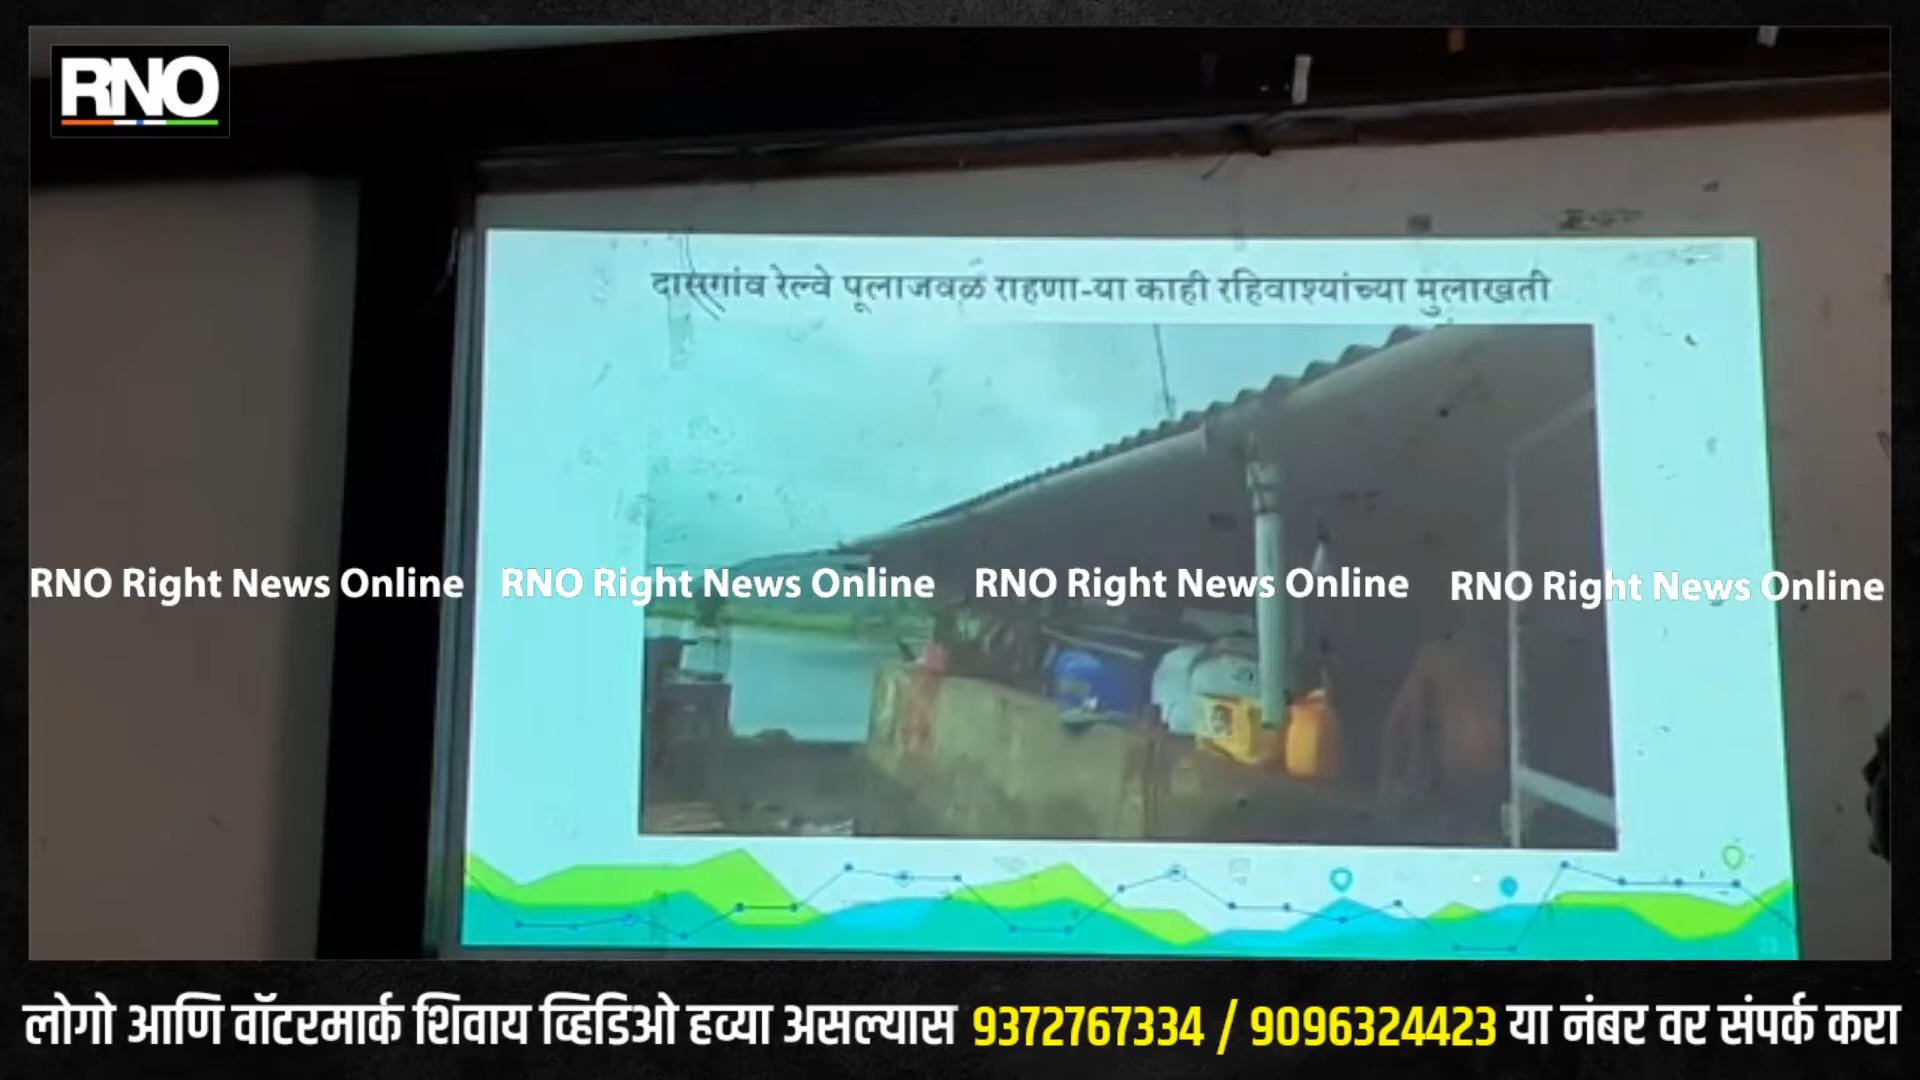 RNO
दासगांव रेल्वे पूलाजवळ राहणा-या काही रहिवाश्यांच्या मुलाखती
RNO Right News Online RNO Right News Online RNO Right News Online RNO Right News Online
लोगो आणि वॉटरमार्क शिवाय व्हिडिओ हव्या असल्यास 9372767334 / 9096324423 या नंबर वर संपर्क करा